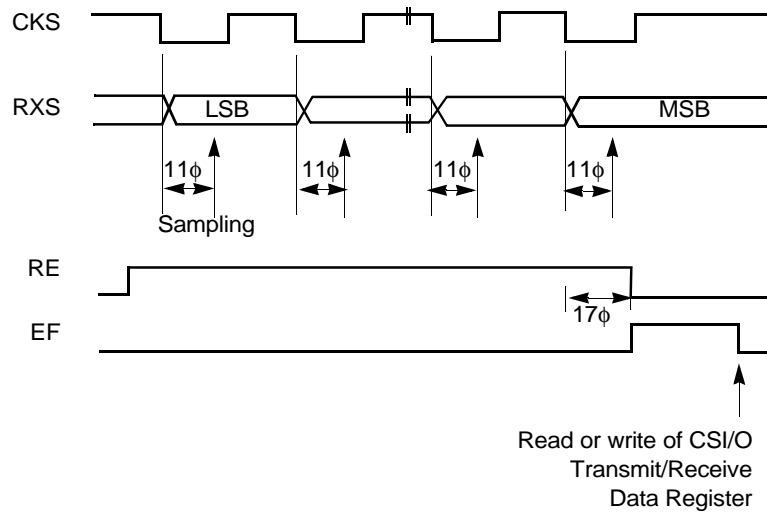 CKS
RXS
LSB
MSB
11ϕ
11ϕ
11ϕ
11ϕ
Sampling
RE
17ϕ
EF
Read or write of CSI/O
Transmit/Receive
Data Register